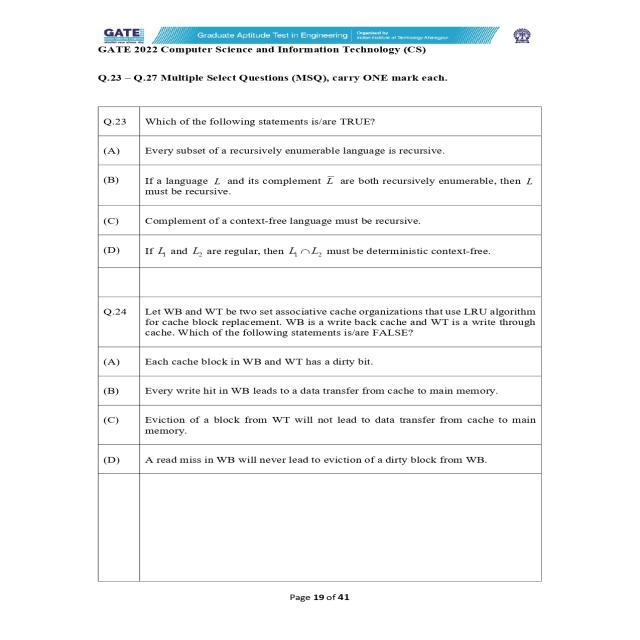 GATE
Graduate Aptitude Test in Engineering
Organised by
Indian Institute of Technology Kharagpur
GATE 2022 Computer Science and Information Technology (CS)
Q.23 – Q.27 Multiple Select Questions (MSQ), carry ONE mark each.
Q.23 Which of the following statements is/are TRUE?
(A) Every subset of a recursively enumerable language is recursive.
(B) If a language L and its complement L̅ are both recursively enumerable, then L
must be recursive.
(C) Complement of a context-free language must be recursive.
(D) If L₁ and L₂ are regular, then L₁ ∩ L₂ must be deterministic context-free.
Q.24 Let WB and WT be two set associative cache organizations that use LRU algorithm
for cache block replacement. WB is a write back cache and WT is a write through
cache. Which of the following statements is/are FALSE?
(A) Each cache block in WB and WT has a dirty bit.
(B) Every write hit in WB leads to a data transfer from cache to main memory.
(C) Eviction of a block from WT will not lead to data transfer from cache to main
memory.
(D) A read miss in WB will never lead to eviction of a dirty block from WB.
Page 19 of 41